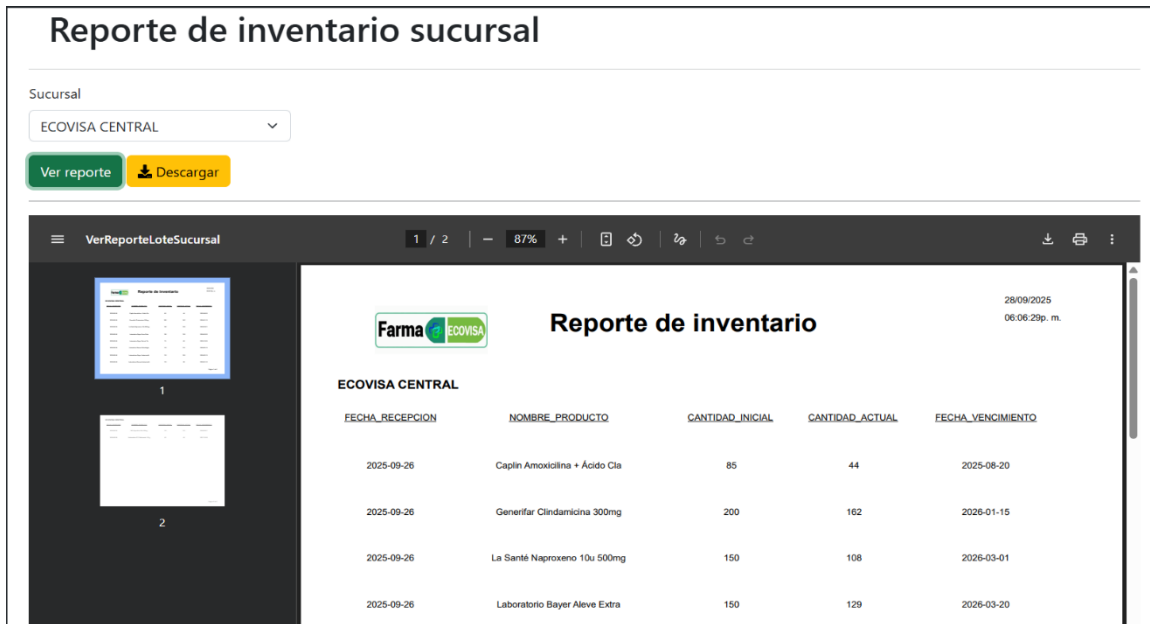 Reporte de inventario sucursal
Sucursal
ECOVISA CENTRAL
Ver reporte Descargar
VerReporteLoteSucursal 1 / 2 87%
1
2
28/09/2025
06:06:29p. m.
Farma ECOVISA Reporte de inventario
ECOVISA CENTRAL
FECHA_RECEPCION NOMBRE_PRODUCTO CANTIDAD_INICIAL CANTIDAD_ACTUAL FECHA_VENCIMIENTO
2025-09-26 Caplin Amoxicilina + Ácido Cla 85 44 2025-08-20
2025-09-26 Generifar Clindamicina 300mg 200 162 2026-01-15
2025-09-26 La Santé Naproxeno 10u 500mg 150 108 2026-03-01
2025-09-26 Laboratorio Bayer Aleve Extra 150 129 2026-03-20